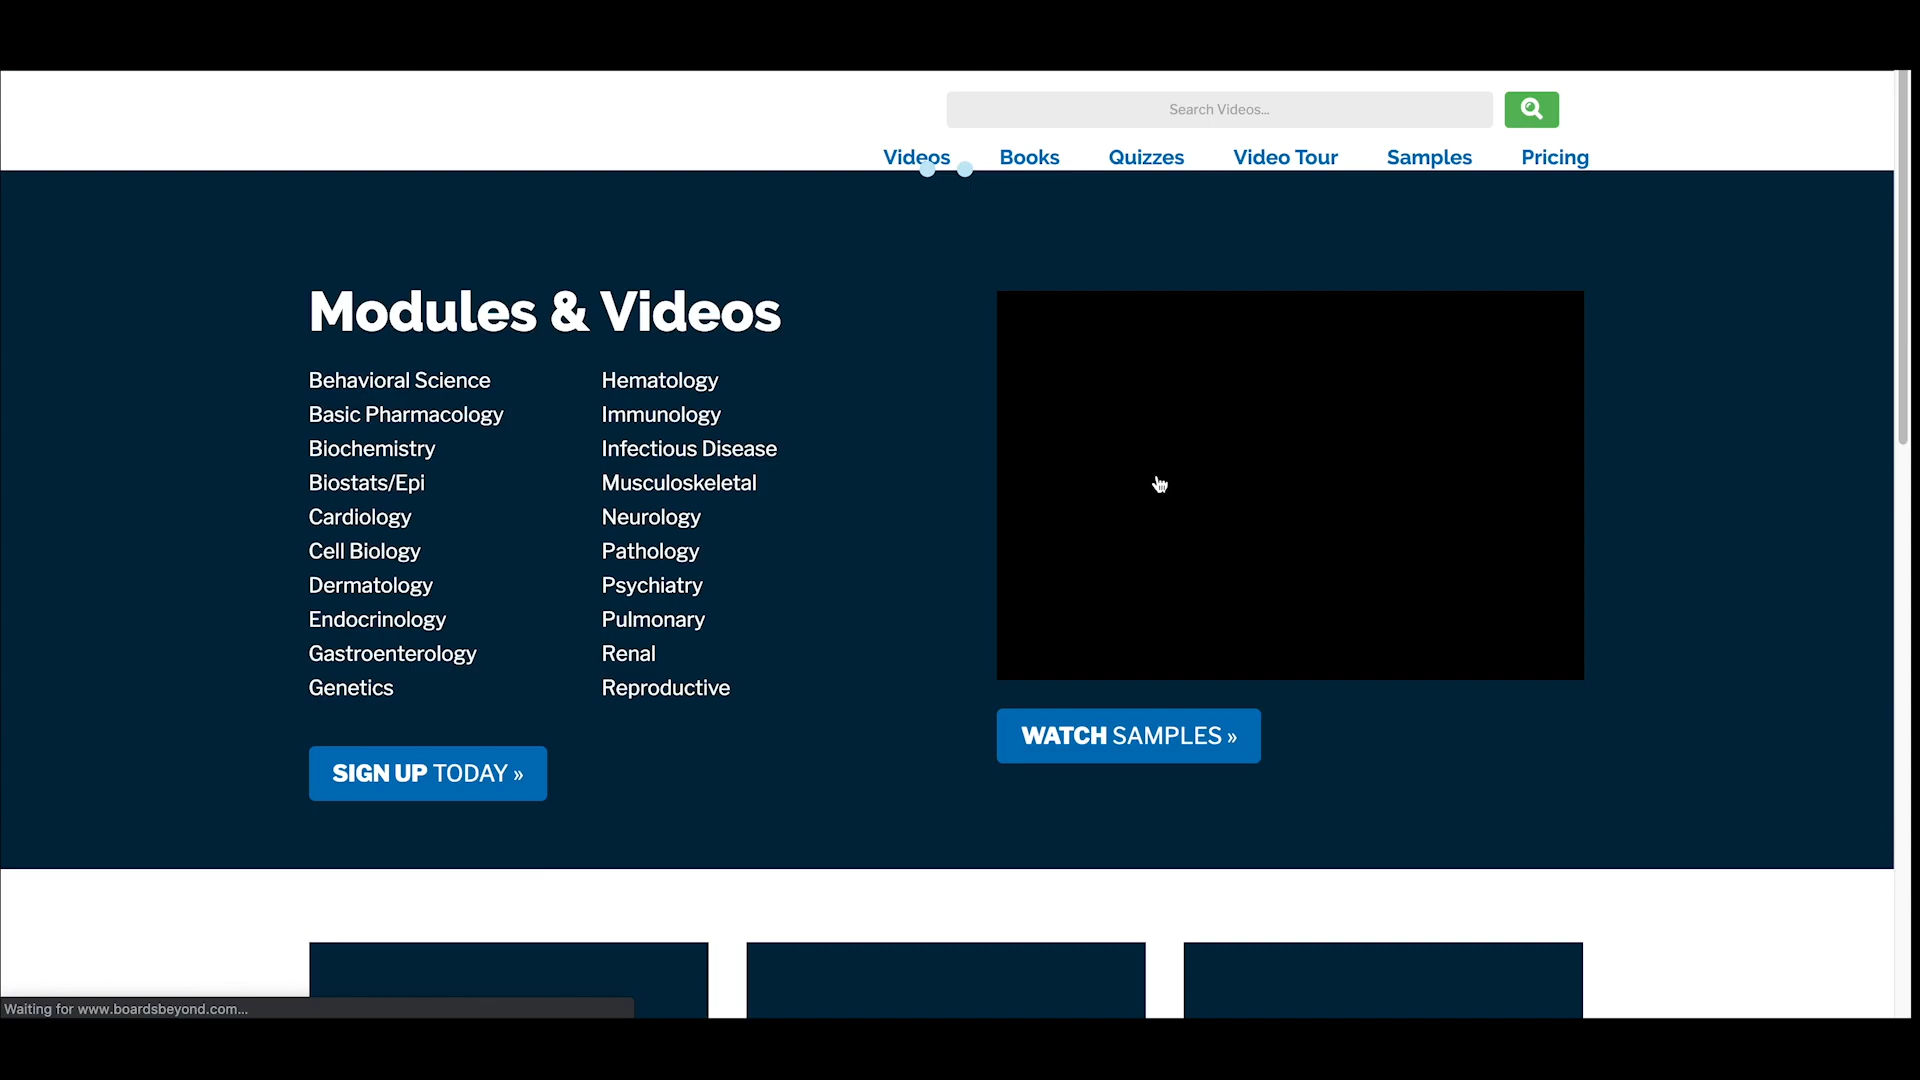 Search Videos...
Videos Books Quizzes Video Tour Samples Pricing
Modules & Videos
Behavioral Science
Basic Pharmacology
Biochemistry
Biostats/Epi
Cardiology
Cell Biology
Dermatology
Endocrinology
Gastroenterology
Genetics
Hematology
Immunology
Infectious Disease
Musculoskeletal
Neurology
Pathology
Psychiatry
Pulmonary
Renal
Reproductive
SIGN UP TODAY »
WATCH SAMPLES »
Waiting for www.boardsbeyond.com...